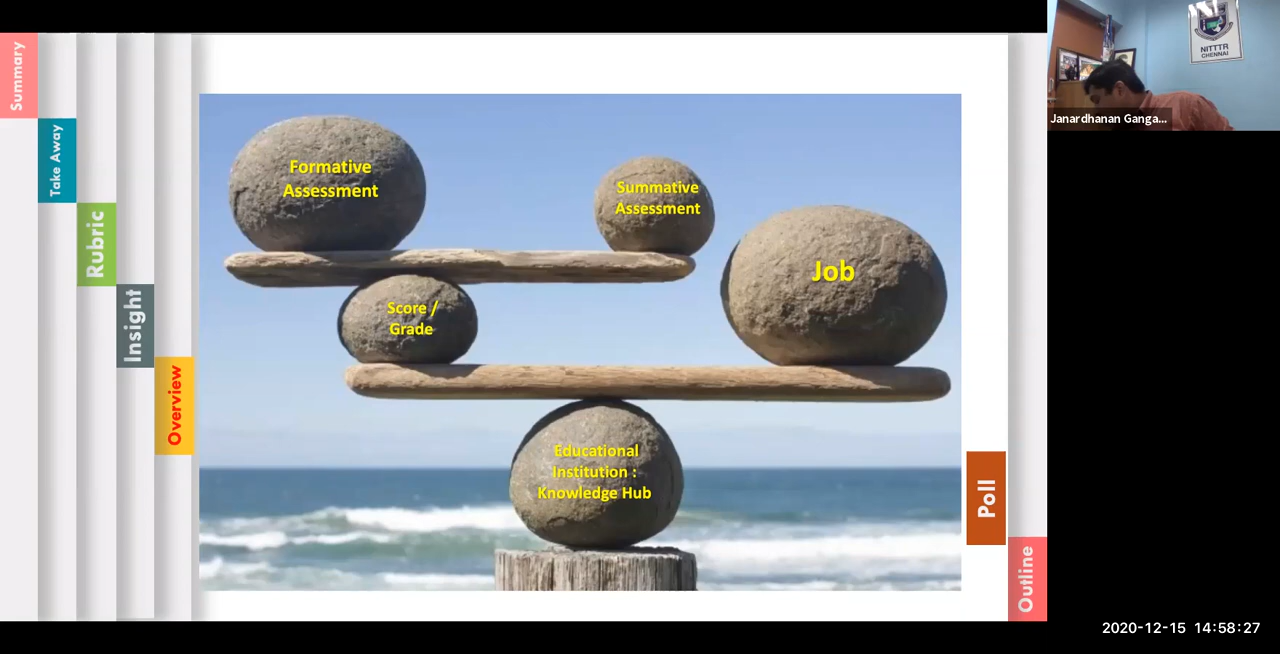 Summary
Take Away
Rubric
Insight
Overview
Formative
Assessment
Summative
Assessment
Job
Score /
Grade
Educational
Institution :
Knowledge Hub
Poll
Outline
NITTTR
CHENNAI
Janardhanan Ganga...
2020-12-15 14:58:27